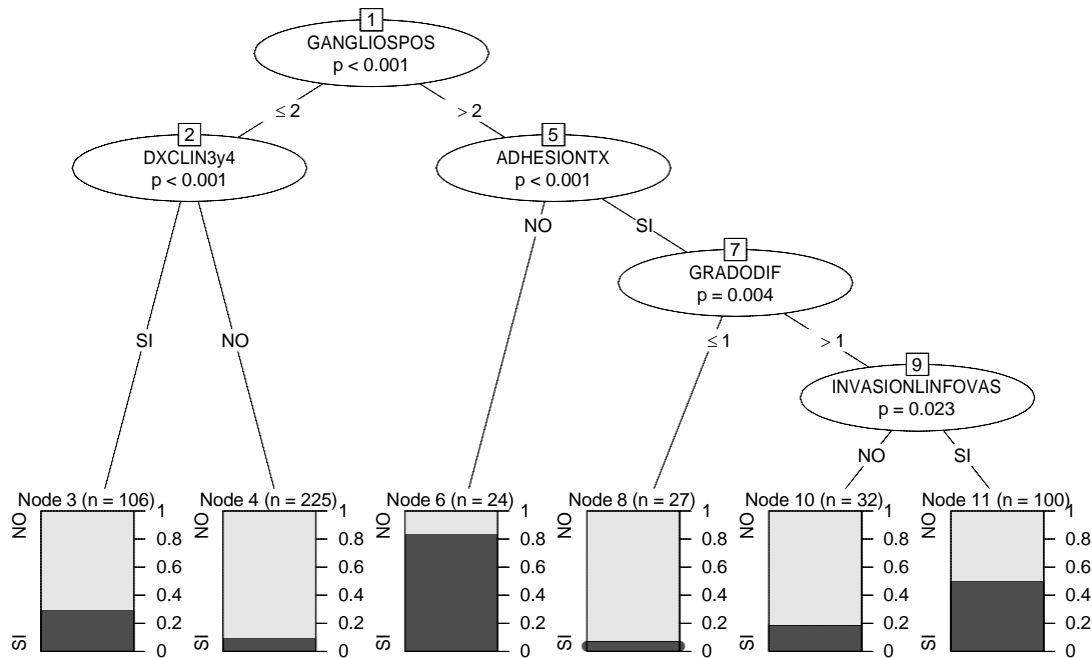 1
GANGLIOSPOS
p < 0.001
≤ 2
> 2
2
DXCLIN3y4
p < 0.001
5
ADHESIONTX
p < 0.001
NO
SI
7
GRADODIF
p = 0.004
SI
NO
≤ 1
> 1
9
INVASIONLINFOVAS
p = 0.023
NO
SI
Node 3 (n = 106)
NO
SI
1
0.8
0.6
0.4
0.2
0
Node 4 (n = 225)
NO
SI
1
0.8
0.6
0.4
0.2
0
Node 6 (n = 24)
NO
SI
1
0.8
0.6
0.4
0.2
0
Node 8 (n = 27)
NO
SI
1
0.8
0.6
0.4
0.2
0
Node 10 (n = 32)
NO
SI
1
0.8
0.6
0.4
0.2
0
Node 11 (n = 100)
NO
SI
1
0.8
0.6
0.4
0.2
0